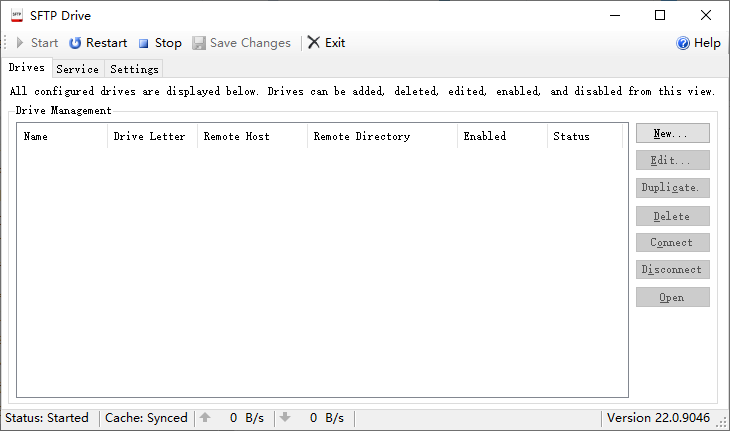 SFTP Drive
Start Restart Stop Save Changes Exit Help
Drives Service Settings
All configured drives are displayed below. Drives can be added, deleted, edited, enabled, and disabled from this view.
Drive Management
Name Drive Letter Remote Host Remote Directory Enabled Status
New...
Edit...
Duplicate.
Delete
Connect
Disconnect
Open
Status: Started Cache: Synced 0 B/s 0 B/s Version 22.0.9046